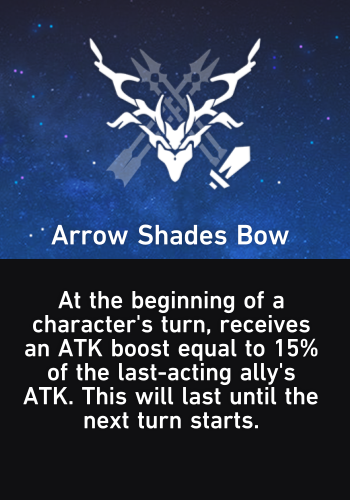 Arrow Shades Bow
At the beginning of a
character's turn, receives
an ATK boost equal to 15%
of the last-acting ally's
ATK. This will last until the
next turn starts.